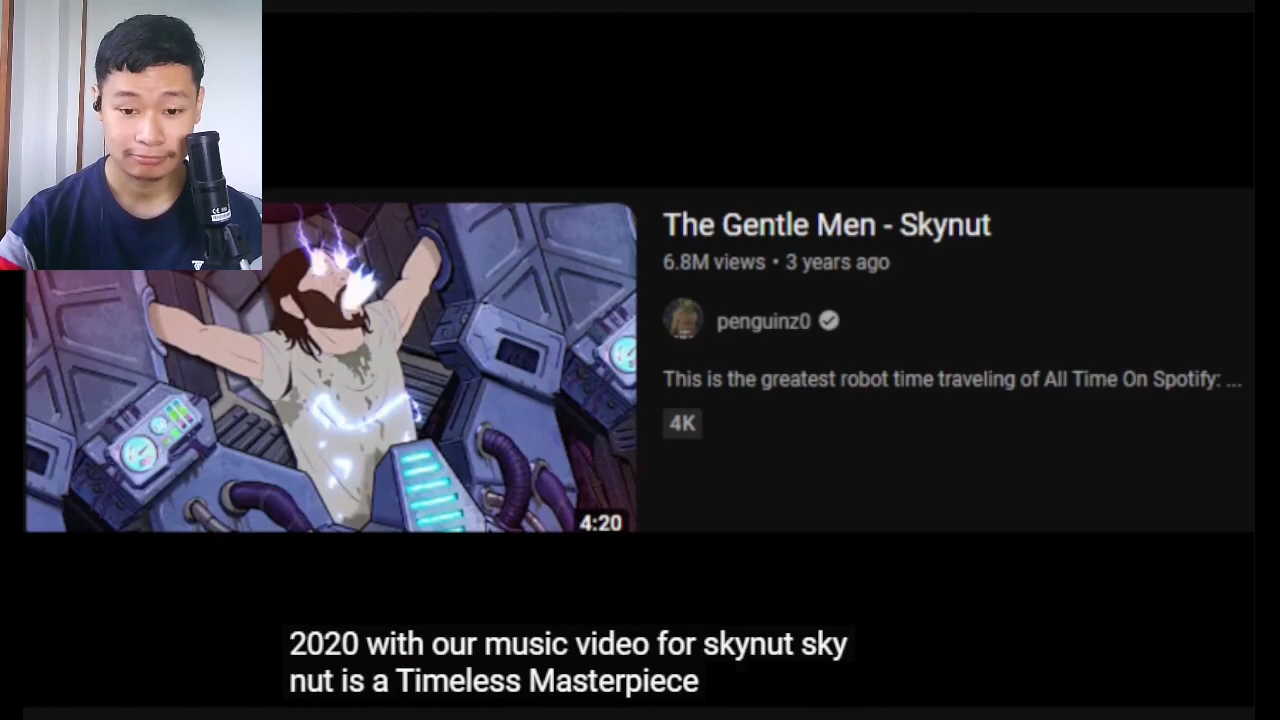 The Gentle Men - Skynut
6.8M views • 3 years ago
penguinz0
This is the greatest robot time traveling of All Time On Spotify: ...
4K
4:20
2020 with our music video for skynut sky
nut is a Timeless Masterpiece